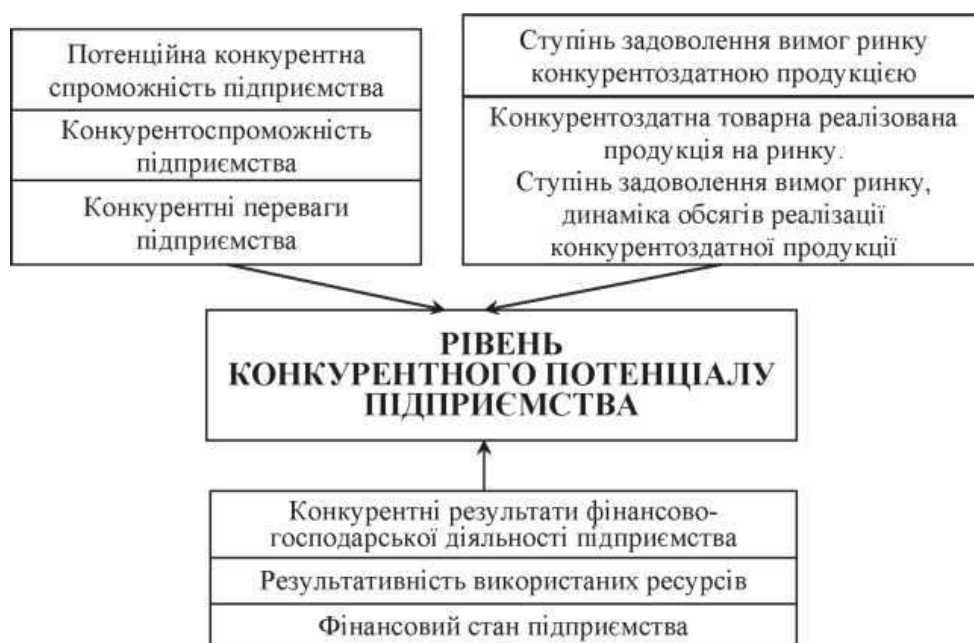 Потенційна конкурентна
спроможність підприємства
Конкурентоспроможність
підприємства
Конкурентні переваги
підприємства
Ступінь задоволення вимог ринку
конкурентоздатною продукцією
Конкурентоздатна товарна реалізована
продукція на ринку.
Ступінь задоволення вимог ринку,
динаміка обсягів реалізації
конкурентоздатної продукції
РІВЕНЬ
КОНКУРЕНТНОГО ПОТЕНЦІАЛУ
ПІДПРИЄМСТВА
Конкурентні результати фінансово-
господарської діяльності підприємства
Результативність використаних ресурсів
Фінансовий стан підприємства